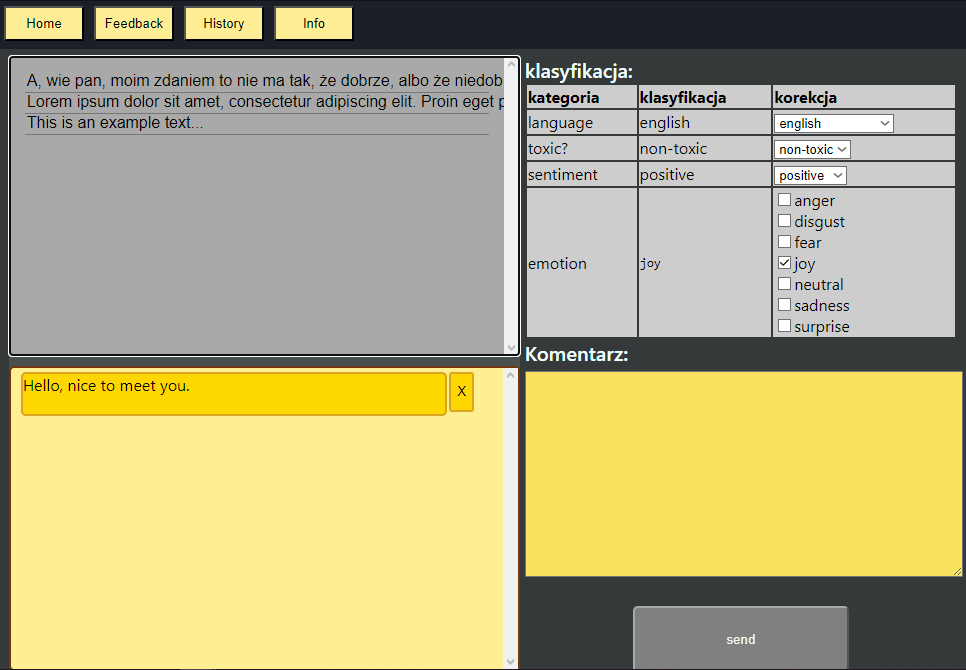 Home Feedback History Info
A, wie pan, moim zdaniem to nie ma tak, że dobrze, albo że niedob
Lorem ipsum dolor sit amet, consectetur adipiscing elit. Proin eget p
This is an example text...
Hello, nice to meet you.
X
klasyfikacja:
kategoria klasyfikacja korekcja
language english english
toxic? non-toxic non-toxic
sentiment positive positive
emotion joy
anger
disgust
fear
joy
neutral
sadness
surprise
Komentarz:
send